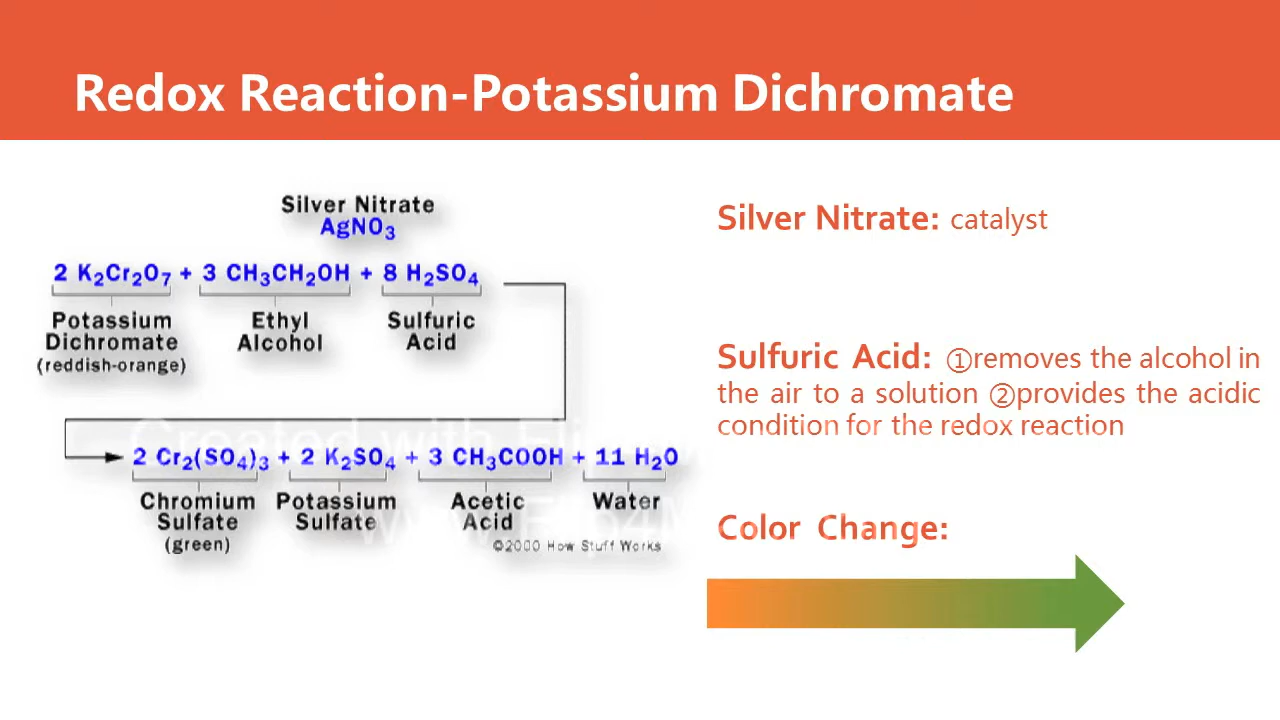 Redox Reaction-Potassium Dichromate
Silver Nitrate
AgNO3
2 K2Cr2O7 + 3 CH3CH2OH + 8 H2SO4
Potassium Dichromate
(reddish-orange)
Ethyl Alcohol
Sulfuric Acid
2 Cr2(SO4)3 + 2 K2SO4 + 3 CH3COOH + 11 H2O
Chromium Sulfate
(green)
Potassium Sulfate
Acetic Acid
Water
©2000 How Stuff Works
Silver Nitrate: catalyst
Sulfuric Acid: ①removes the alcohol in
the air to a solution ②provides the acidic
condition for the redox reaction
Color Change:
Created with